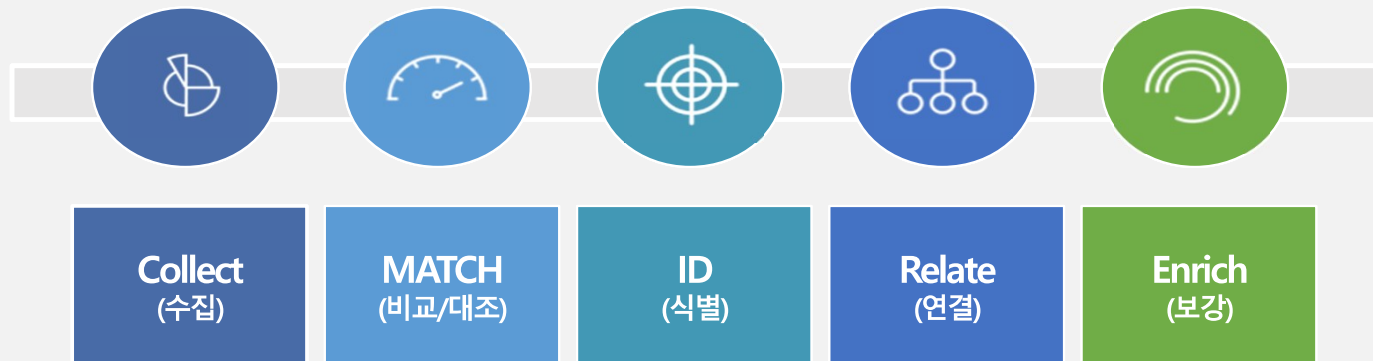 Collect
(수집)
MATCH
(비교/대조)
ID
(식별)
Relate
(연결)
Enrich
(보강)